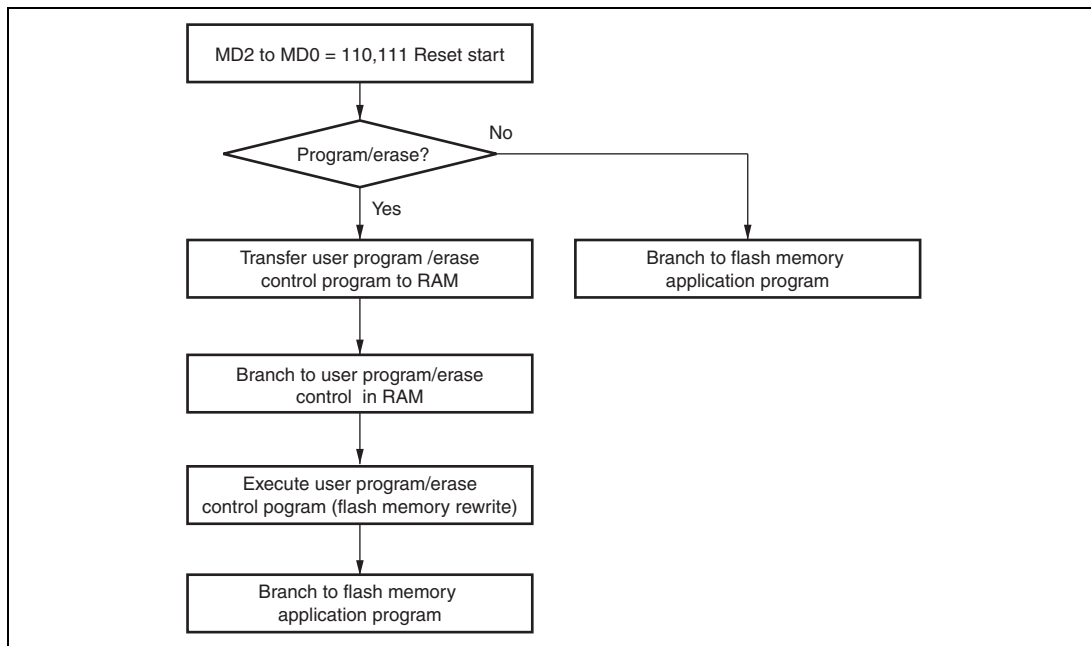 MD2 to MD0 = 110,111 Reset start
No
Program/erase?
Yes
Transfer user program /erase
control program to RAM
Branch to flash memory
application program
Branch to user program/erase
control in RAM
Execute user program/erase
control pogram (flash memory rewrite)
Branch to flash memory
application program